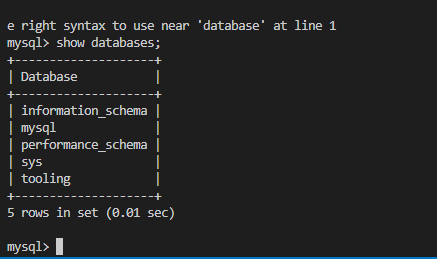 e right syntax to use near 'database' at line 1
mysql> show databases;
+--------------------+
| Database           |
+--------------------+
| information_schema |
| mysql              |
| performance_schema |
| sys                |
| tooling            |
+--------------------+
5 rows in set (0.01 sec)
mysql>